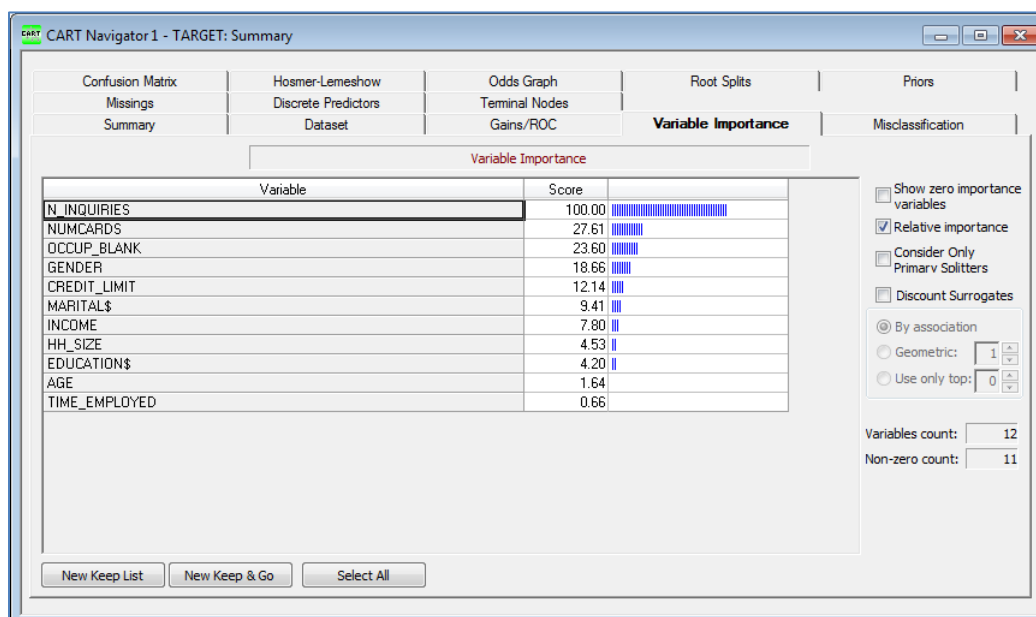 CART CART Navigator 1 - TARGET: Summary
Confusion Matrix Hosmer-Lemeshow Odds Graph Root Splits Priors
Missings Discrete Predictors Terminal Nodes
Summary Dataset Gains/ROC Variable Importance Misclassification
Variable Importance
Variable Score
N_INQUIRIES 100.00
NUMCARDS 27.61
OCCUP_BLANK 23.60
GENDER 18.66
CREDIT_LIMIT 12.14
MARITAL$ 9.41
INCOME 7.80
HH_SIZE 4.53
EDUCATION$ 4.20
AGE 1.64
TIME_EMPLOYED 0.66
Show zero importance
variables
Relative importance
Consider Only
Primary Splitters
Discount Surrogates
By association
Geometric: 1
Use only top: 0
Variables count: 12
Non-zero count: 11
New Keep List New Keep & Go Select All